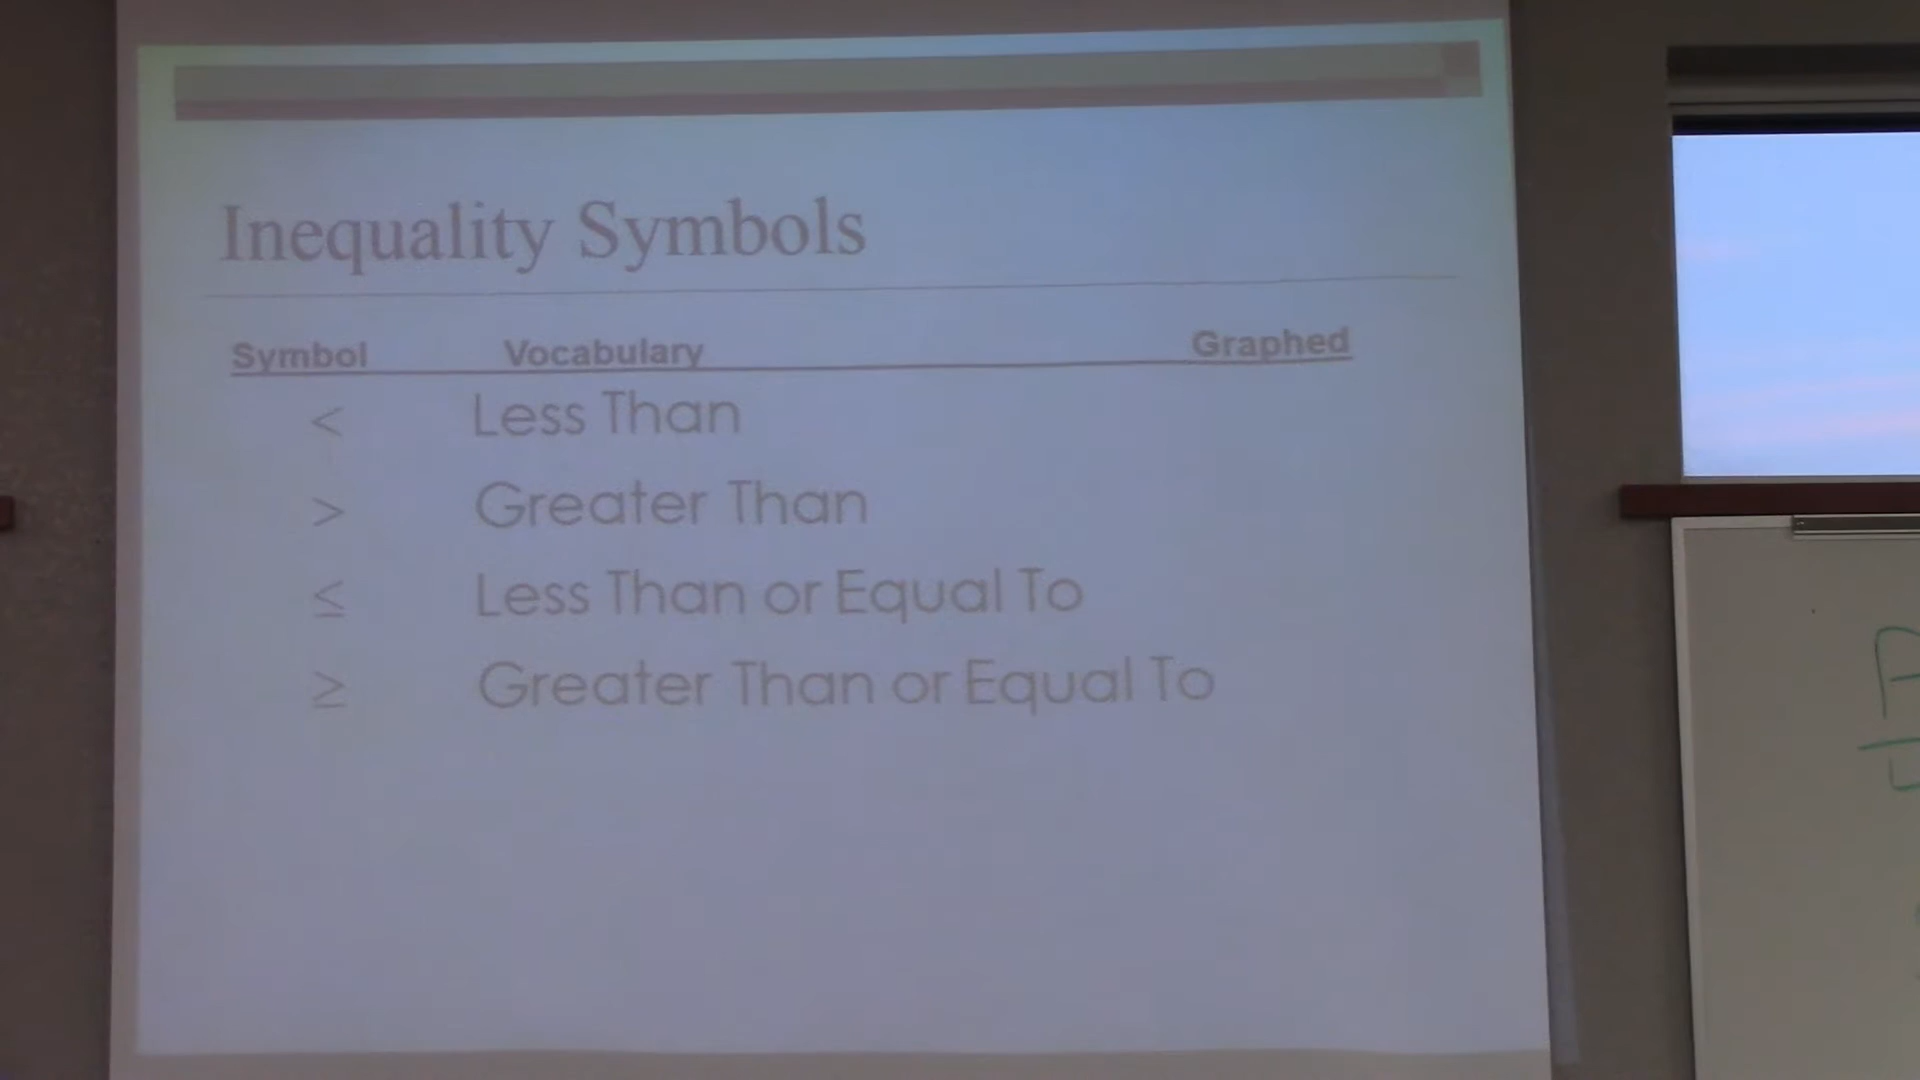 Inequality Symbols
Symbol Vocabulary Graphed
< Less Than
> Greater Than
≤ Less Than or Equal To
≥ Greater Than or Equal To